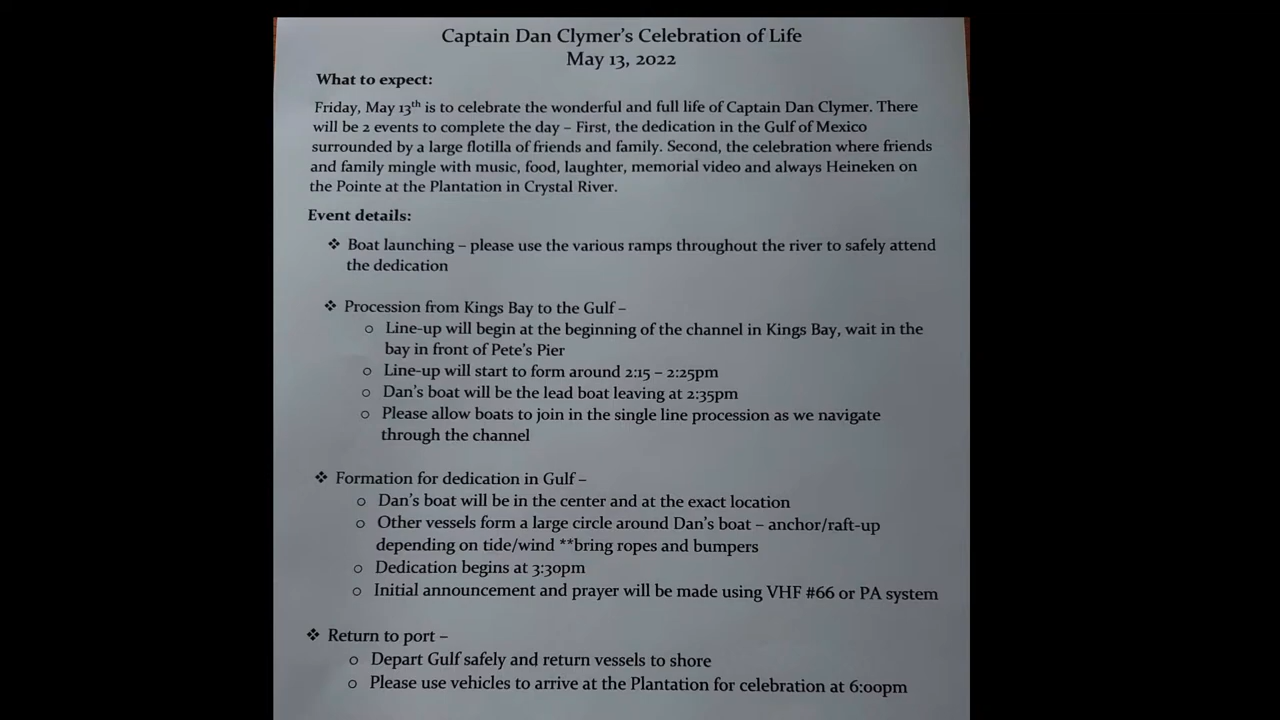 Captain Dan Clymer's Celebration of Life
May 13, 2022
What to expect:
Friday, May 13th is to celebrate the wonderful and full life of Captain Dan Clymer. There
will be 2 events to complete the day – First, the dedication in the Gulf of Mexico
surrounded by a large flotilla of friends and family. Second, the celebration where friends
and family mingle with music, food, laughter, memorial video and always Heineken on
the Pointe at the Plantation in Crystal River.
Event details:
❖ Boat launching – please use the various ramps throughout the river to safely attend
the dedication
❖ Procession from Kings Bay to the Gulf –
o Line-up will begin at the beginning of the channel in Kings Bay, wait in the
bay in front of Pete's Pier
o Line-up will start to form around 2:15 – 2:25pm
o Dan's boat will be the lead boat leaving at 2:35pm
o Please allow boats to join in the single line procession as we navigate
through the channel
❖ Formation for dedication in Gulf –
o Dan's boat will be in the center and at the exact location
o Other vessels form a large circle around Dan's boat – anchor/raft-up
depending on tide/wind **bring ropes and bumpers
o Dedication begins at 3:30pm
o Initial announcement and prayer will be made using VHF #66 or PA system
❖ Return to port –
o Depart Gulf safely and return vessels to shore
o Please use vehicles to arrive at the Plantation for celebration at 6:00pm